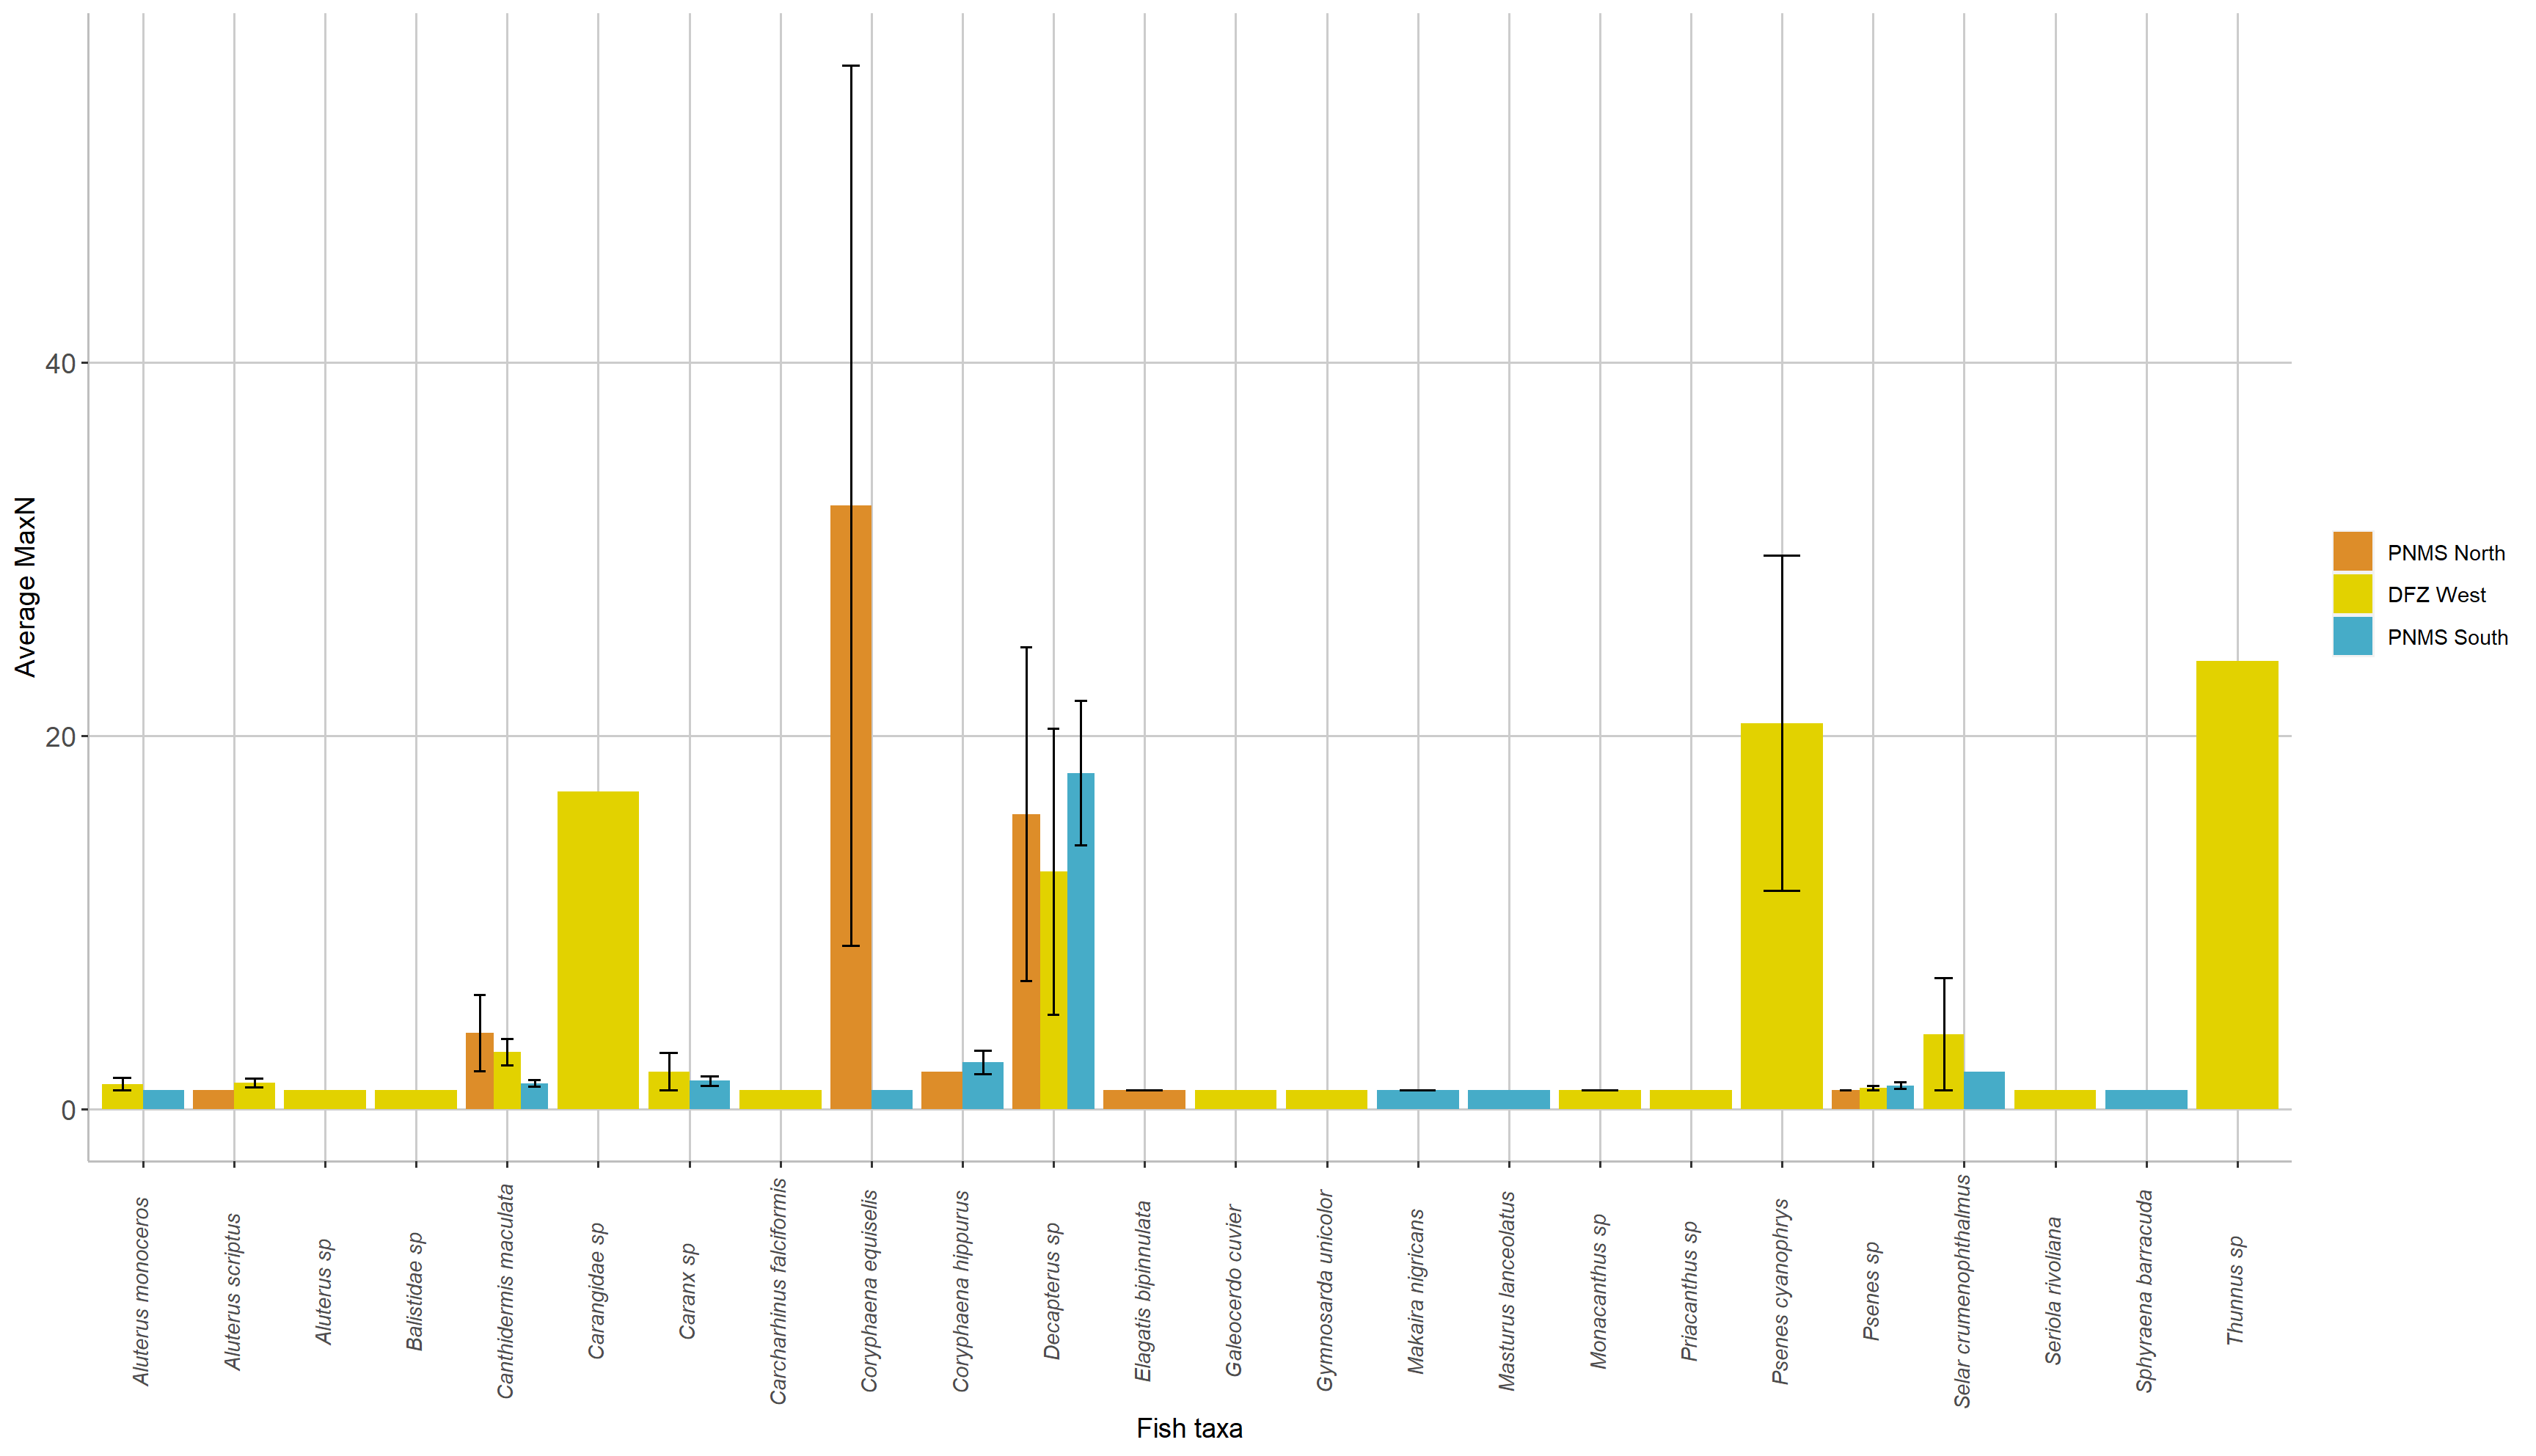 40
20
0
Average MaxN
Aluterus monoceros
Aluterus scriptus
Aluterus sp
Balistidae sp
Canthidermis maculata
Carangidae sp
Caranx sp
Carcharhinus falciformis
Coryphaena equiselis
Coryphaena hippurus
Decapterus sp
Elagatis bipinnulata
Galeocerdo cuvier
Gymnosarda unicolor
Makaira nigricans
Masturus lanceolatus
Monacanthus sp
Priacanthus sp
Psenes cyanophrys
Psenes sp
Selar crumenophthalmus
Seriola rivoliana
Sphyraena barracuda
Thunnus sp
Fish taxa
PNMS North
DFZ West
PNMS South